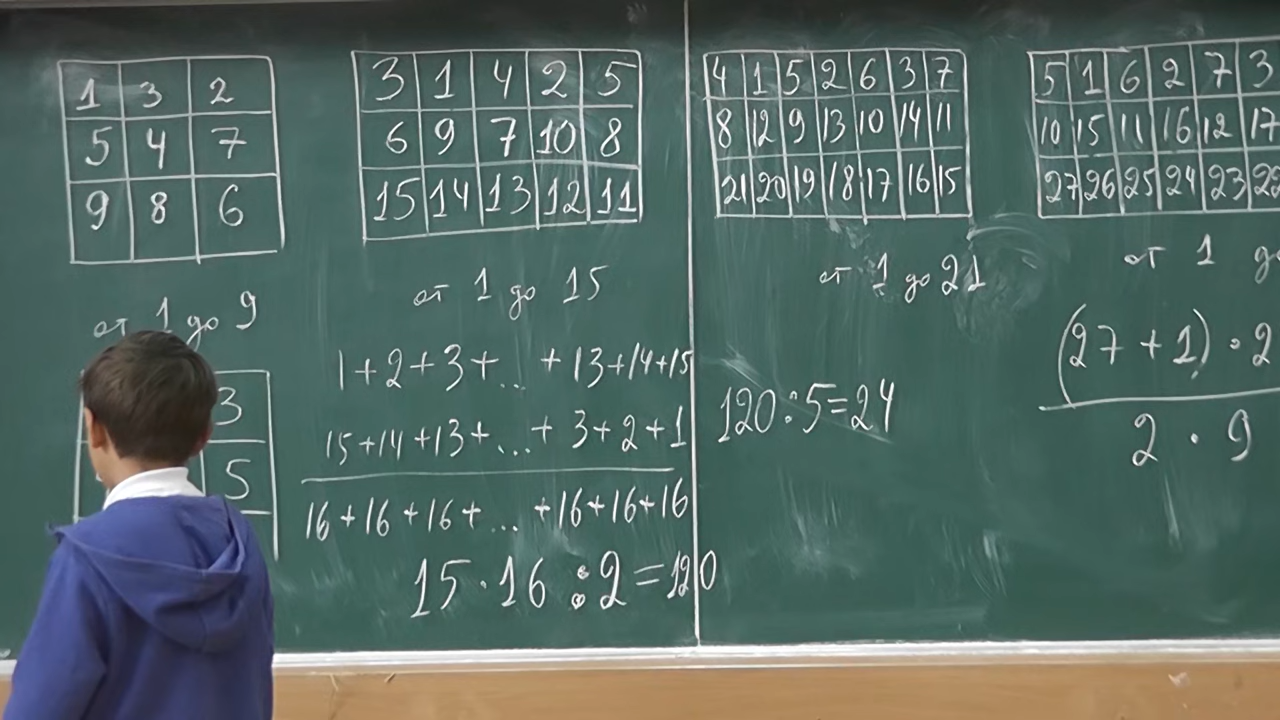 1 3 2
5 4 7
9 8 6
от 1 до 9
3
5
3 1 4 2 5
6 9 7 10 8
15 14 13 12 11
от 1 до 15
1+2+3+...+13+14+15
15+14+13+...+3+2+1
16+16+16+...+16+16+16
15·16:2=120
4 1 5 2 6 3 7
8 12 9 13 10 14 11
21 20 19 18 17 16 15
от 1 до 21
120:5=24
5 1 6 2 7 3
10 15 11 16 12 17
27 26 25 24 23 22
от 1 до
(27+1)·2
2·9